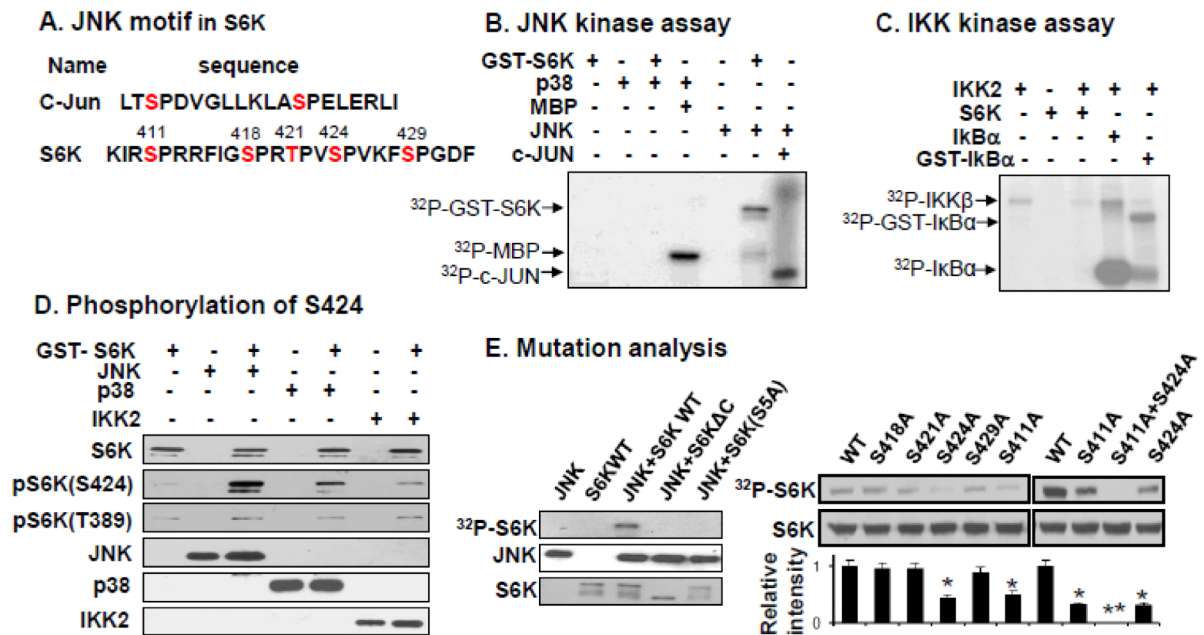 A. JNK motif in S6K
Name sequence
C-Jun LTSPDVGLLKLASPELERLI
411 418 421 424 429
S6K KIRSPRRFIGSPRTPVSPVKFSPGDF
B. JNK kinase assay
GST-S6K + - + - - + -
p38 - + + + - - -
MBP - - - + - - -
JNK - - - - + + +
c-JUN - - - - - - +
32P-GST-S6K
32P-MBP
32P-c-JUN
C. IKK kinase assay
IKK2 + - + + +
S6K - + + - -
IkBα - - - + -
GST-IkBα - - - - +
32P-IKKβ
32P-GST-IκBα
32P-IκBα
D. Phosphorylation of S424
GST- S6K + - + - + - +
JNK - + + - - - -
p38 - - - + + - -
IKK2 - - - - - + +
S6K
pS6K(S424)
pS6K(T389)
JNK
p38
IKK2
E. Mutation analysis
JNK
S6KWT
JNK+S6K WT
JNK+S6KΔC
JNK+S6K(S5A)
32P-S6K
JNK
S6K
WT
S418A
S421A
S424A
S429A
S411A
WT
S411A
S411A+S424A
S424A
32P-S6K
S6K
Relative
intensity
1
0
* * * ** *